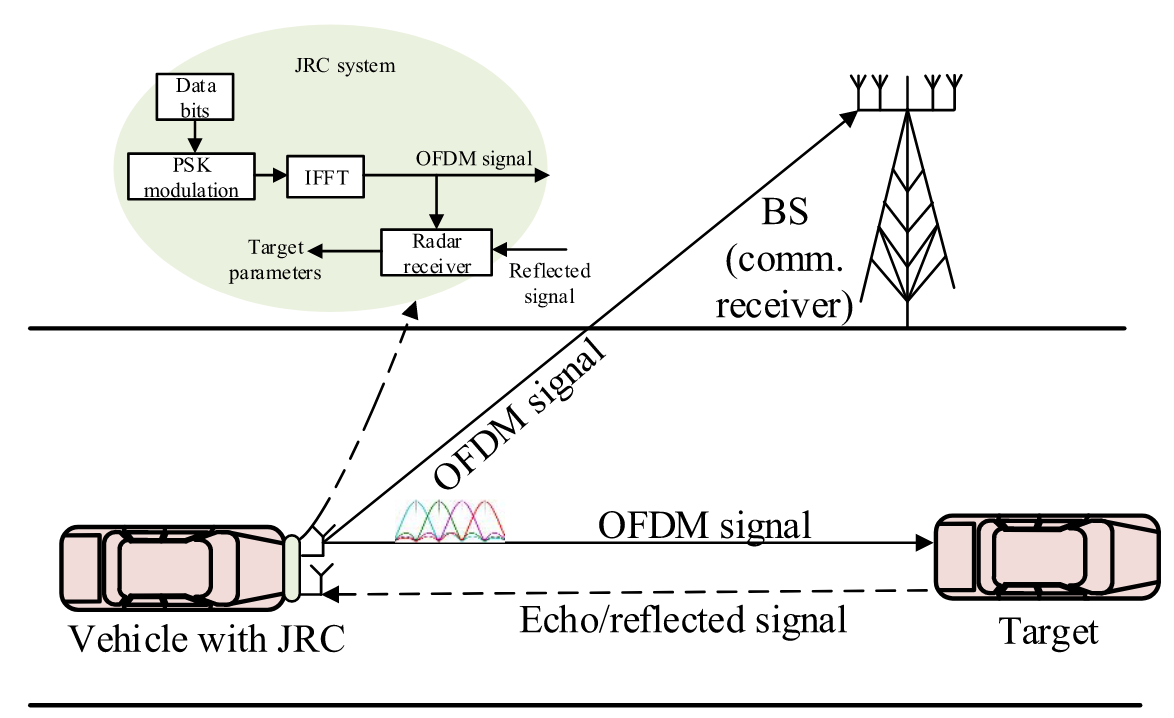 JRC system
Data
bits
PSK
modulation
IFFT
OFDM signal
Target
parameters
Radar
receiver
Reflected
signal
BS
(comm.
receiver)
OFDM signal
OFDM signal
Echo/reflected signal
Vehicle with JRC
Target